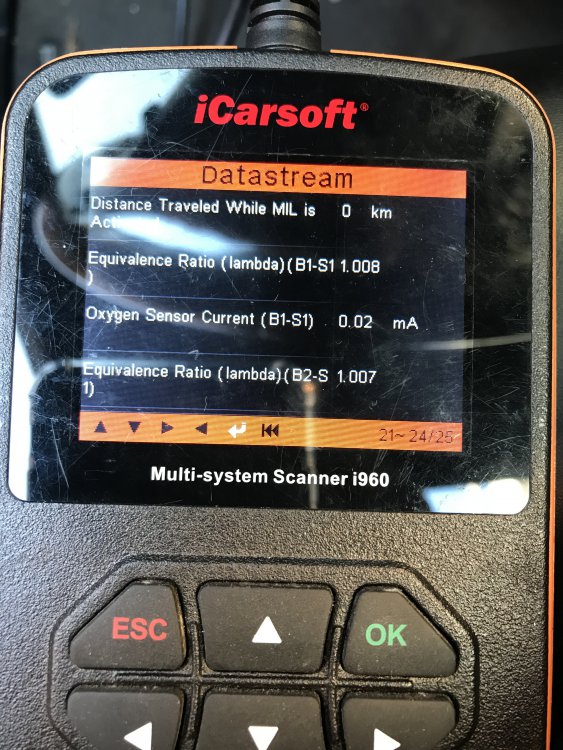 iCarsoft®
Datastream
Distance Traveled While MIL is 0 km
Equivalence Ratio (lambda)(B1-S1 1.008
)
Oxygen Sensor Current (B1-S1) 0.02 mA
Equivalence Ratio (lambda)(B2-S 1.007
1)
21~24/25
Multi-system Scanner i960
ESC
OK